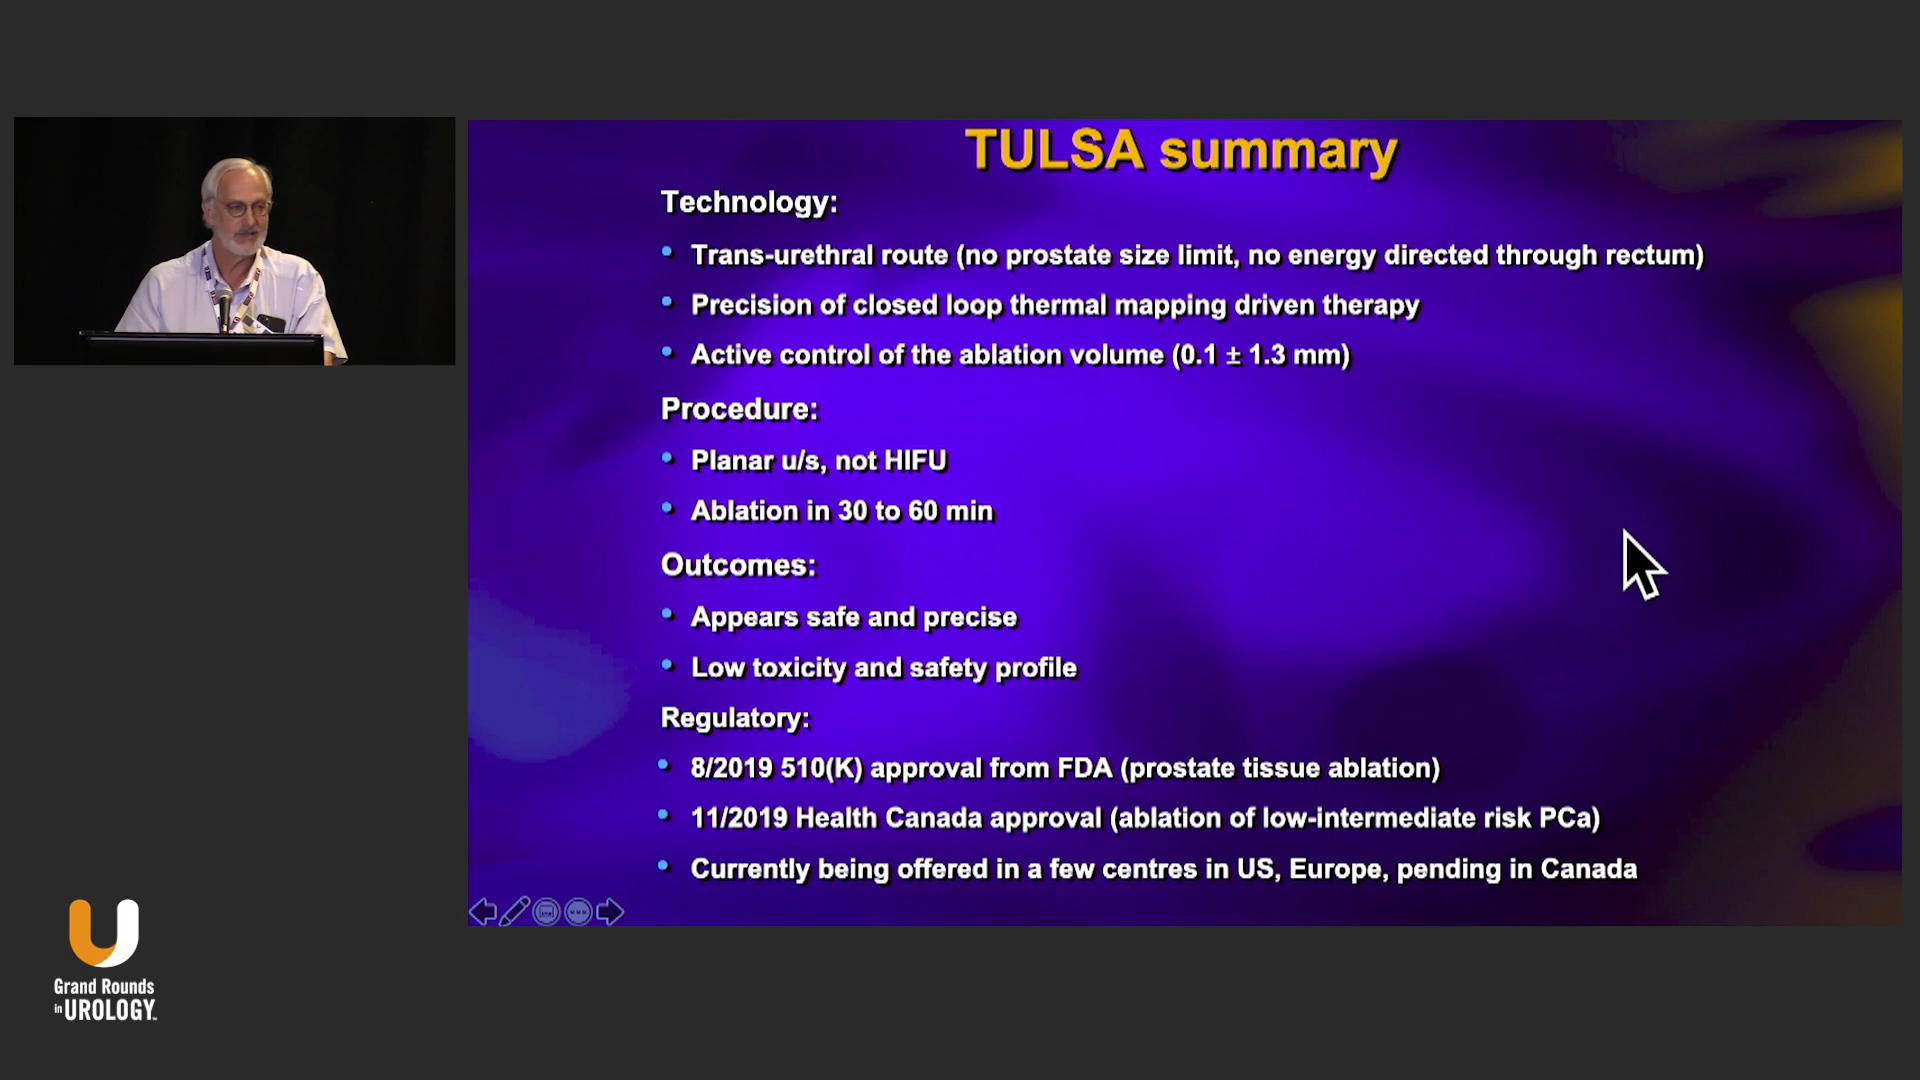 TULSA summary
Technology:
Trans-urethral route (no prostate size limit, no energy directed through rectum)
Precision of closed loop thermal mapping driven therapy
Active control of the ablation volume (0.1 ± 1.3 mm)
Procedure:
Planar u/s, not HIFU
Ablation in 30 to 60 min
Outcomes:
Appears safe and precise
Low toxicity and safety profile
Regulatory:
8/2019 510(K) approval from FDA (prostate tissue ablation)
11/2019 Health Canada approval (ablation of low-intermediate risk PCa)
Currently being offered in a few centres in US, Europe, pending in Canada
Grand Rounds
in UROLOGY